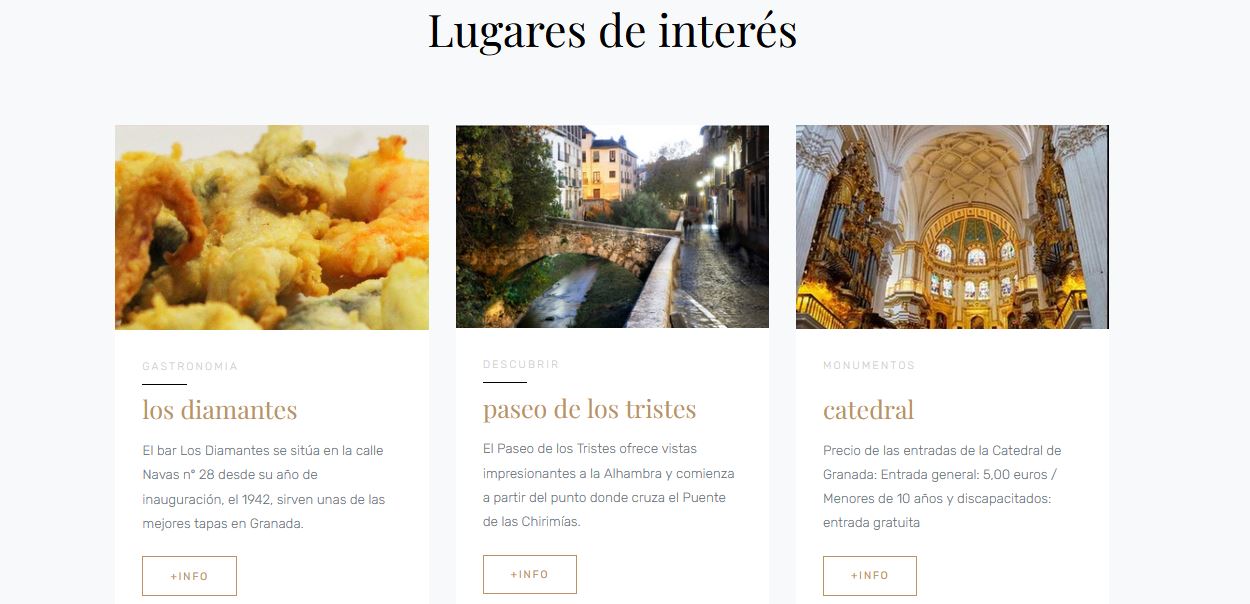 Lugares de interés
GASTRONOMIA
los diamantes
El bar Los Diamantes se sitúa en la calle
Navas nº 28 desde su año de
inauguración, el 1942, sirven unas de las
mejores tapas en Granada.
+INFO
DESCUBRIR
paseo de los tristes
El Paseo de los Tristes ofrece vistas
impresionantes a la Alhambra y comienza
a partir del punto donde cruza el Puente
de las Chirimías.
+INFO
MONUMENTOS
catedral
Precio de las entradas de la Catedral de
Granada: Entrada general: 5,00 euros /
Menores de 10 años y discapacitados:
entrada gratuita
+INFO